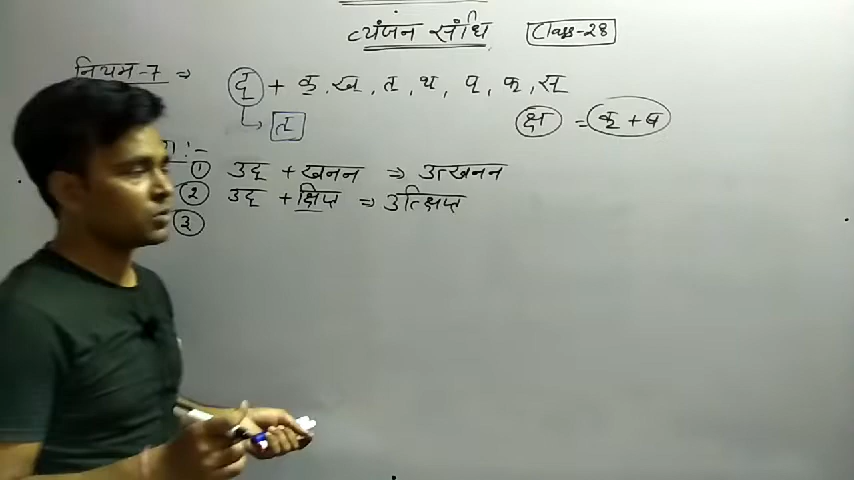 व्यंजन संधि Class-28
नियम-7 ⇒ द् + क्, ख्, त्, थ्, प्, फ्, स्
त् क्ष = क् + ष
① उद् + खनन ⇒ उत्खनन
② उद् + क्षिप्त ⇒ उत्क्षिप्त
③